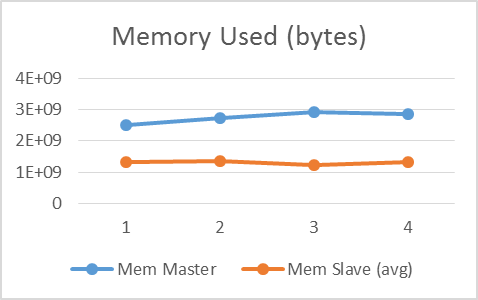 Memory Used (bytes)
4E+09
3E+09
2E+09
1E+09
0
1 2 3 4
Mem Master Mem Slave (avg)